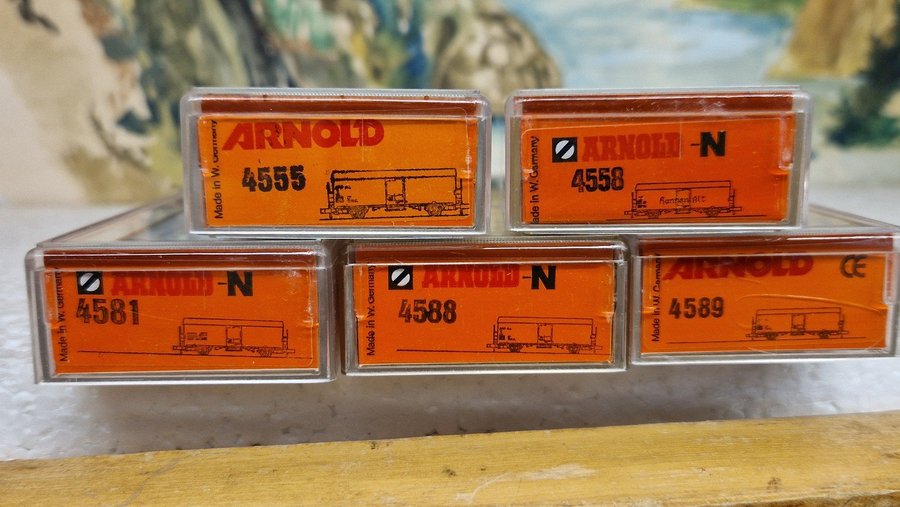 ARNOLD
4555
Made in W. Germany
ARNOLD -N
4558
Made in W. Germany
ARNOLD -N
4581
Made in W. Germany
ARNOLD -N
4588
Made in W. Germany
ARNOLD CE
4589
Made in W. Germany